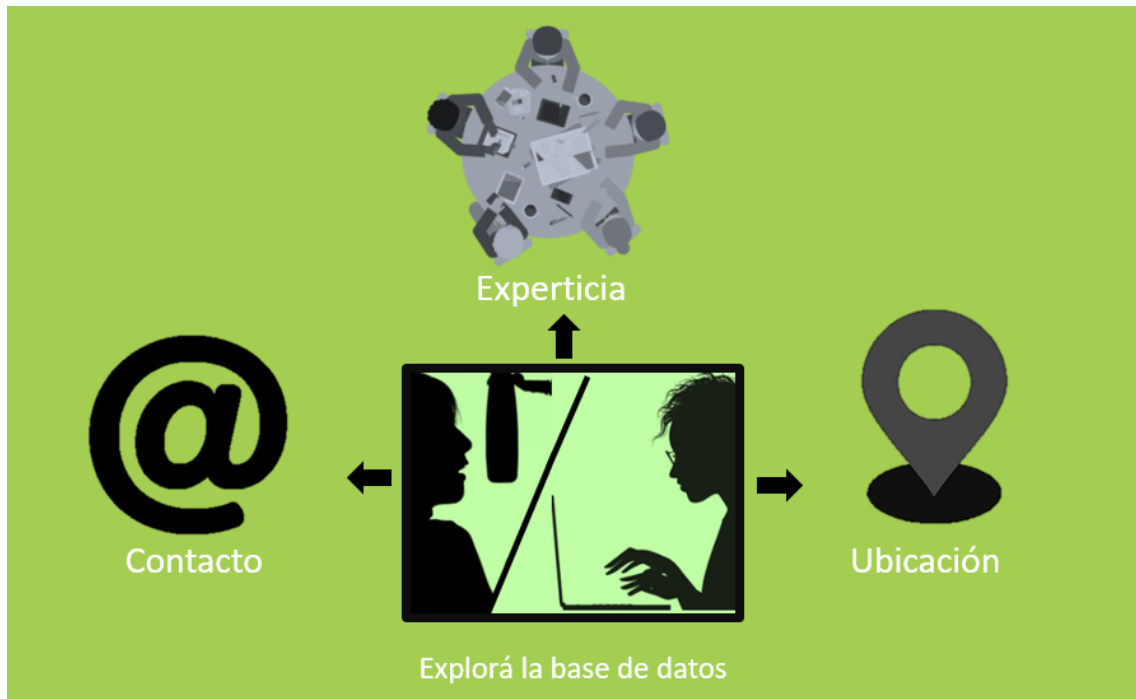 Experticia
Contacto
Ubicación
Explorá la base de datos